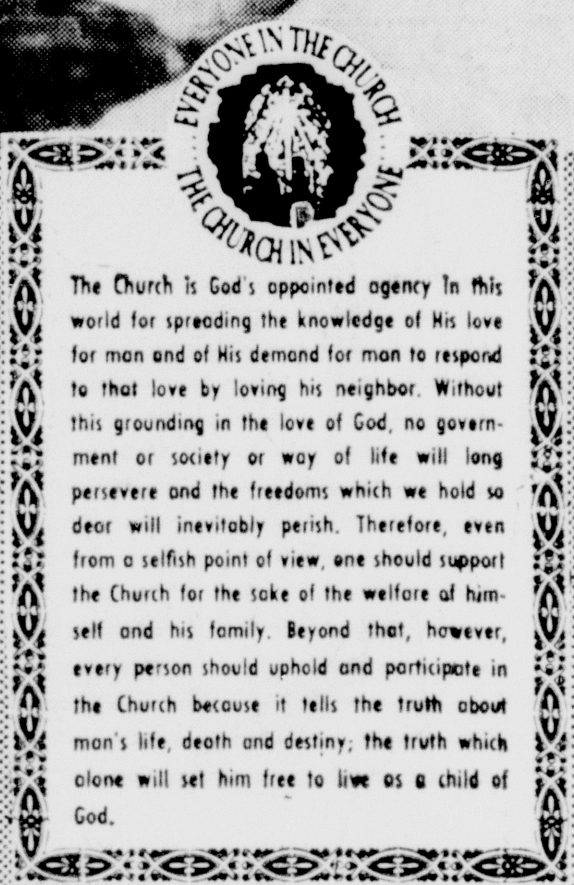 EVERYONE IN THE CHURCH
THE CHURCH IN EVERYONE
The Church is God's appointed agency in this
world for spreading the knowledge of His love
for man and of His demand for man to respond
to that love by loving his neighbor. Without
this grounding in the love of God, no govern-
ment or society or way of life will long
persevere and the freedoms which we hold so
dear will inevitably perish. Therefore, even
from a selfish point of view, one should support
the Church for the sake of the welfare of him-
self and his family. Beyond that, however,
every person should uphold and participate in
the Church because it tells the truth about
man's life, death and destiny; the truth which
alone will set him free to live as a child of
God.